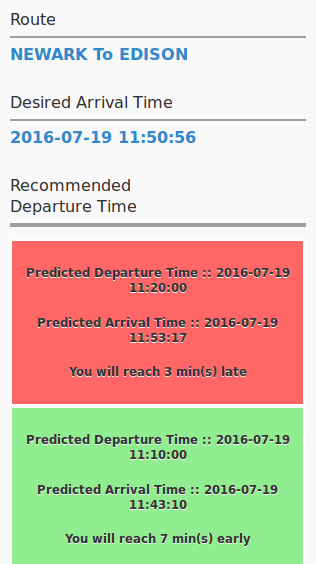 Route
NEWARK To EDISON
Desired Arrival Time
2016-07-19 11:50:56
Recommended
Departure Time
Predicted Departure Time :: 2016-07-19
11:20:00
Predicted Arrival Time :: 2016-07-19
11:53:17
You will reach 3 min(s) late
Predicted Departure Time :: 2016-07-19
11:10:00
Predicted Arrival Time :: 2016-07-19
11:43:10
You will reach 7 min(s) early